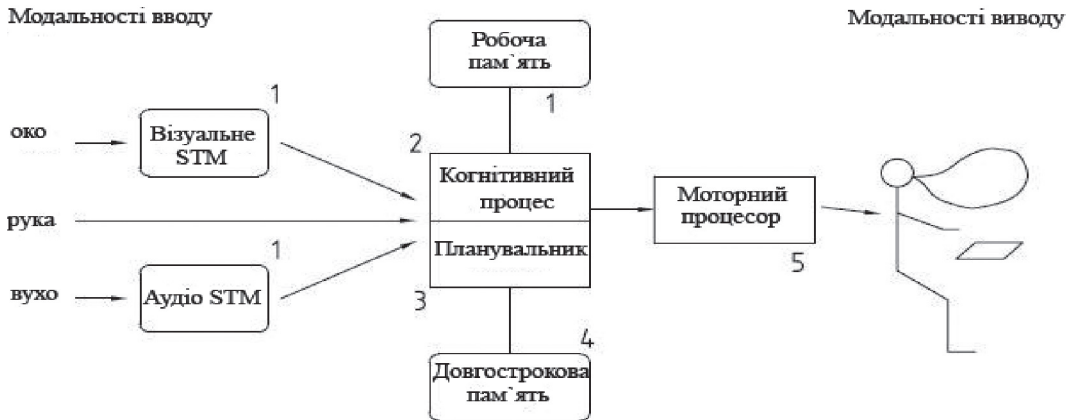 Модальності вводу
Модальності виводу
Робоча
пам`ять
1
1
око
Візуальне
STM
2
Когнітивний
процес
рука
Моторний
процесор
Планувальник
1
5
вухо
Аудіо STM
3
4
Довгострокова
пам`ять